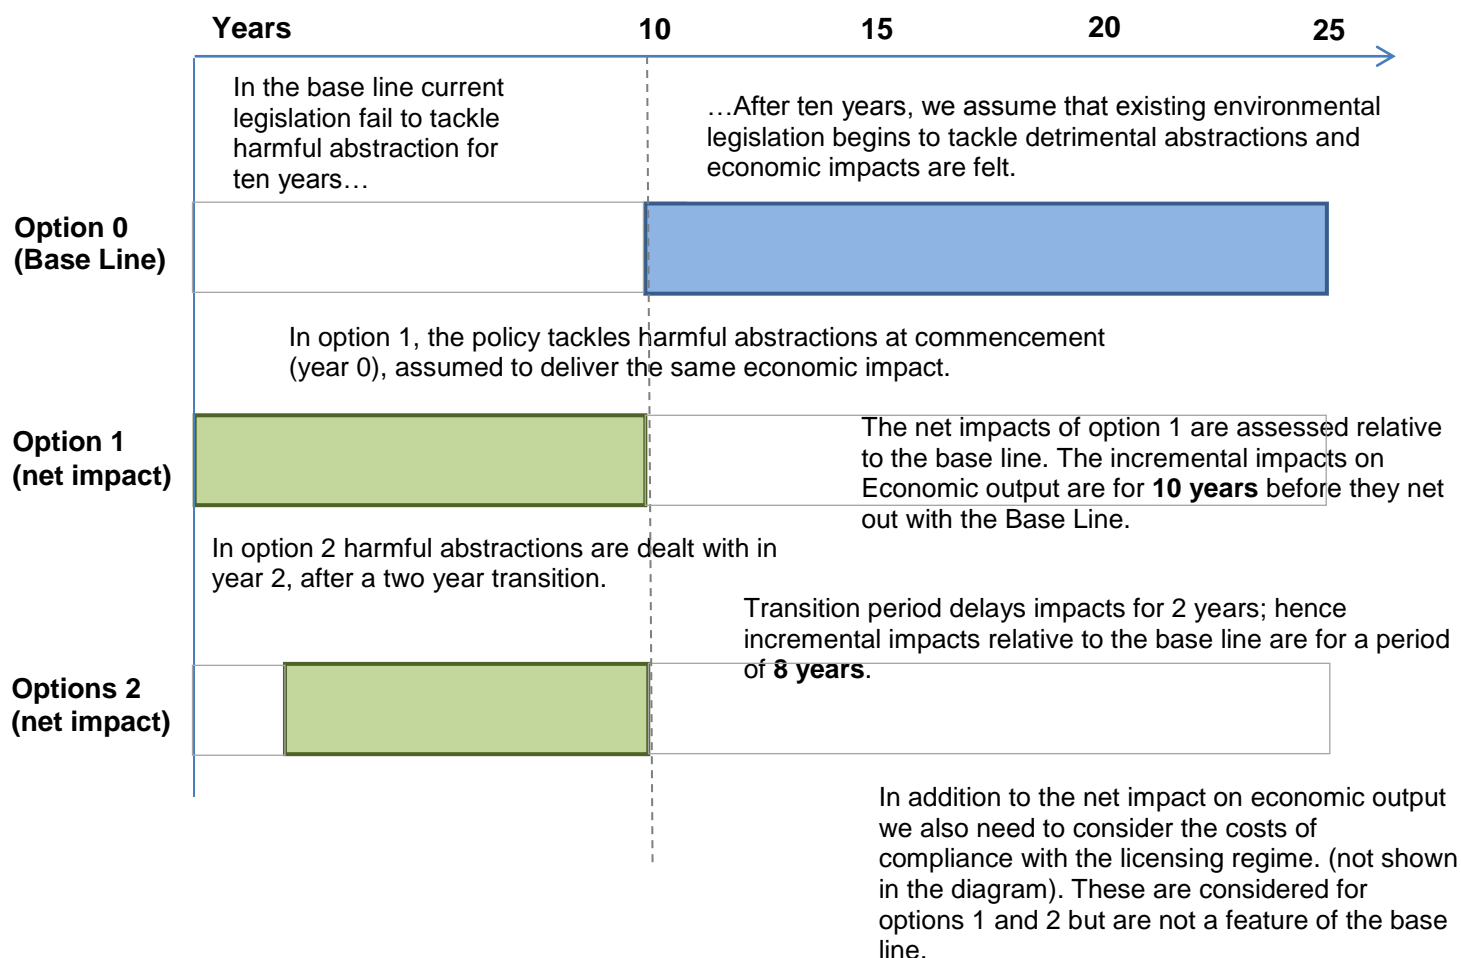 Years 10 15 20 25
In the base line current
legislation fail to tackle
harmful abstraction for
ten years…
…After ten years, we assume that existing environmental
legislation begins to tackle detrimental abstractions and
economic impacts are felt.
Option 0
(Base Line)
In option 1, the policy tackles harmful abstractions at commencement
(year 0), assumed to deliver the same economic impact.
Option 1
(net impact)
The net impacts of option 1 are assessed relative
to the base line. The incremental impacts on
Economic output are for 10 years before they net
out with the Base Line.
In option 2 harmful abstractions are dealt with in
year 2, after a two year transition.
Transition period delays impacts for 2 years; hence
incremental impacts relative to the base line are for a period
of 8 years.
Options 2
(net impact)
In addition to the net impact on economic output
we also need to consider the costs of
compliance with the licensing regime. (not shown
in the diagram). These are considered for
options 1 and 2 but are not a feature of the base
line.